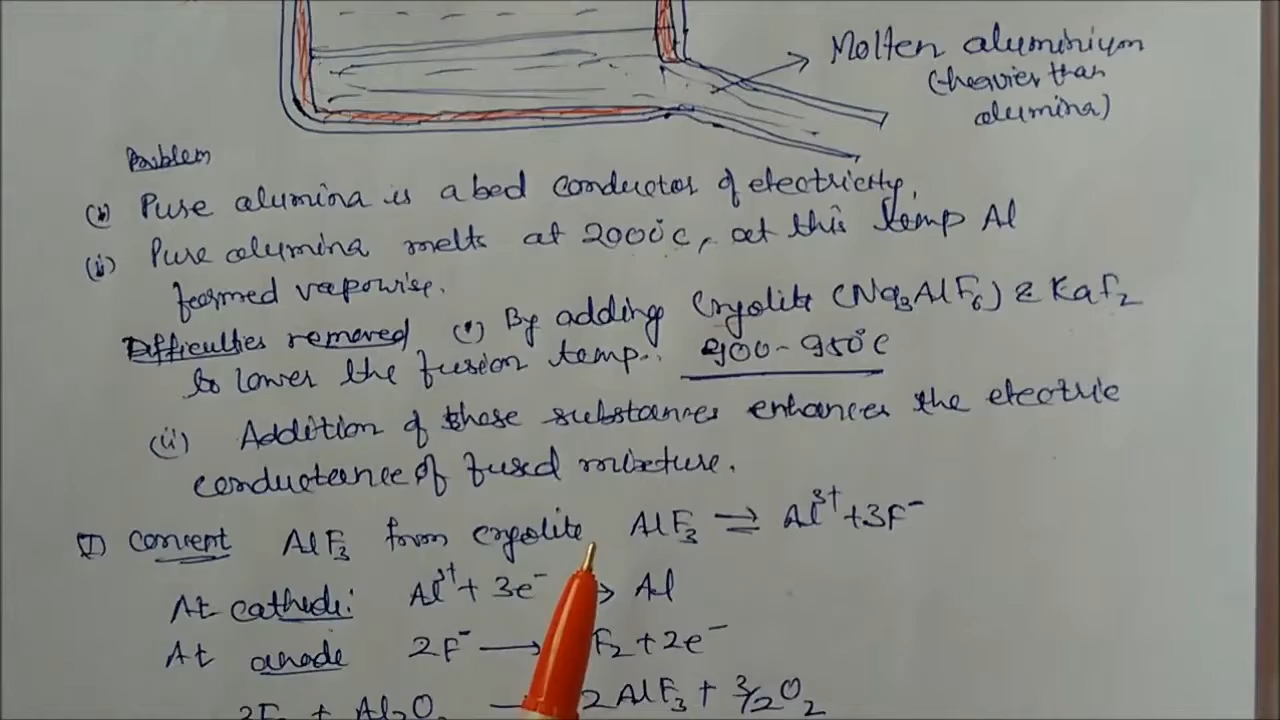 Molten aluminium
(heavier than
alumina)
Problem
(i) Pure alumina is a bad conductor of electricity,
(ii) Pure alumina melts at 2000°C, at this temp Al
formed vapourise.
Difficulties removed (i) By adding Cryolite (Na3AlF6) & KaF2
to lower the fusion temp.. 900-950°C
(ii) Addition of these substances enhances the electric
conductance of fused mixture.
I) Concept AlF3 from cryolite AlF3 ⇌ Al3+ + 3F-
At cathode: Al3+ + 3e- → Al
At anode 2F- → F2 + 2e-
Al2O3 → 2AlF3 + 3/2O2